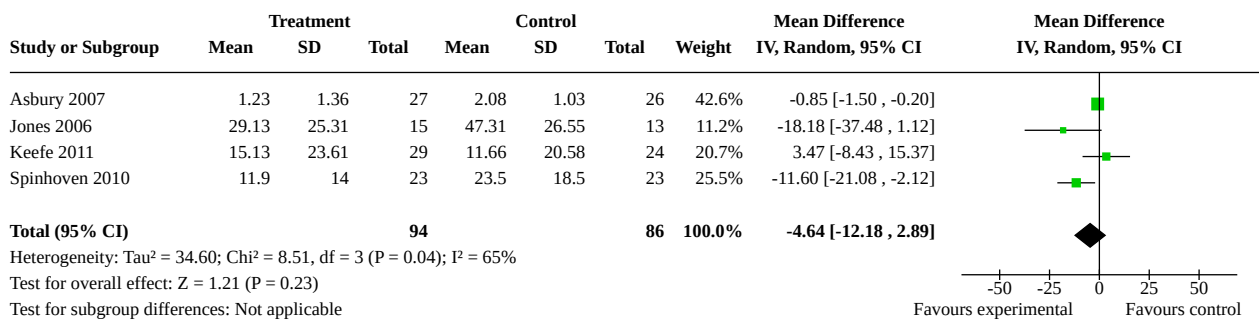 Treatment Control Mean Difference Mean Difference
Study or Subgroup Mean SD Total Mean SD Total Weight IV, Random, 95% CI IV, Random, 95% CI
Asbury 2007 1.23 1.36 27 2.08 1.03 26 42.6% -0.85 [-1.50 , -0.20]
Jones 2006 29.13 25.31 15 47.31 26.55 13 11.2% -18.18 [-37.48 , 1.12]
Keefe 2011 15.13 23.61 29 11.66 20.58 24 20.7% 3.47 [-8.43 , 15.37]
Spinhoven 2010 11.9 14 23 23.5 18.5 23 25.5% -11.60 [-21.08 , -2.12]
Total (95% CI) 94 86 100.0% -4.64 [-12.18 , 2.89]
Heterogeneity: Tau² = 34.60; Chi² = 8.51, df = 3 (P = 0.04); I² = 65%
Test for overall effect: Z = 1.21 (P = 0.23)
-50 -25 0 25 50
Test for subgroup differences: Not applicable
Favours experimental Favours control